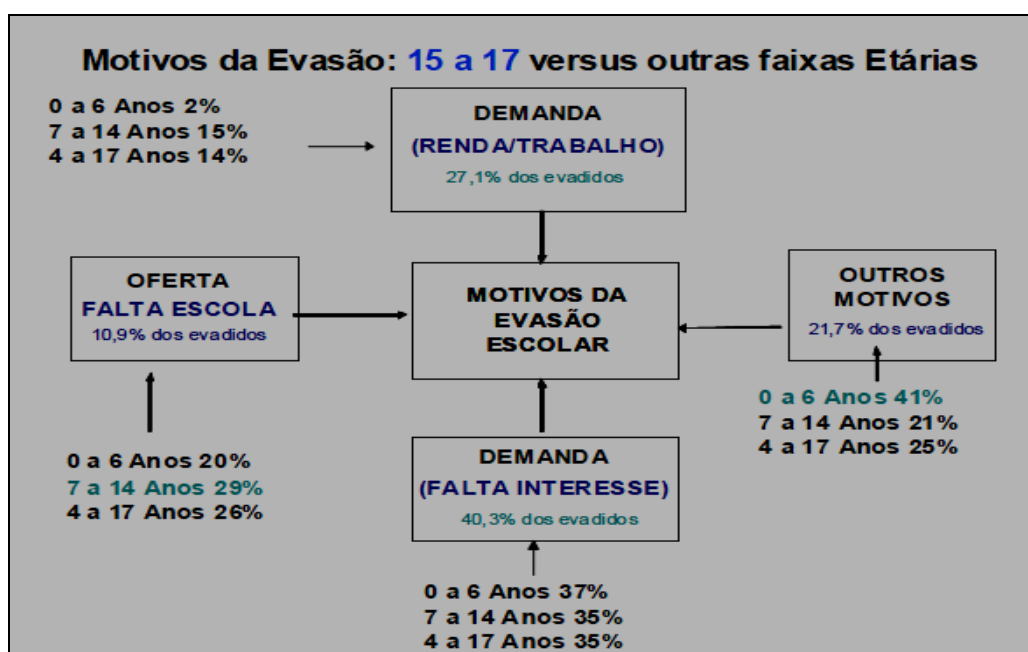 Motivos da Evasão: 15 a 17 versus outras faixas Etárias
0 a 6 Anos 2%
7 a 14 Anos 15%
4 a 17 Anos 14%
DEMANDA
(RENDA/TRABALHO)
27,1% dos evadidos
OFERTA
FALTA ESCOLA
10,9% dos evadidos
MOTIVOS DA
EVASÃO
ESCOLAR
OUTROS
MOTIVOS
21,7% dos evadidos
0 a 6 Anos 41%
7 a 14 Anos 21%
4 a 17 Anos 25%
0 a 6 Anos 20%
7 a 14 Anos 29%
4 a 17 Anos 26%
DEMANDA
(FALTA INTERESSE)
40,3% dos evadidos
0 a 6 Anos 37%
7 a 14 Anos 35%
4 a 17 Anos 35%